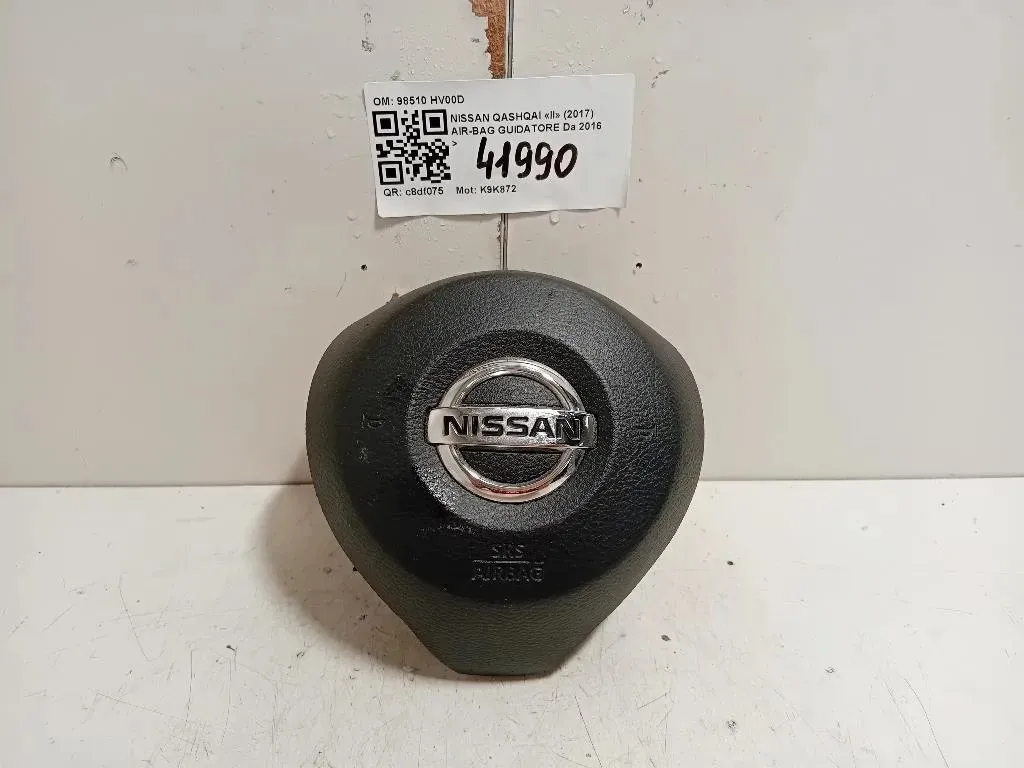 OM: 98510 HV00D
NISSAN QASHQAI «II» (2017)
AIR-BAG GUIDATORE Da 2016
>
41990
QR: c8df075 Mot: K9K872
NISSAN
SRS
AIRBAG